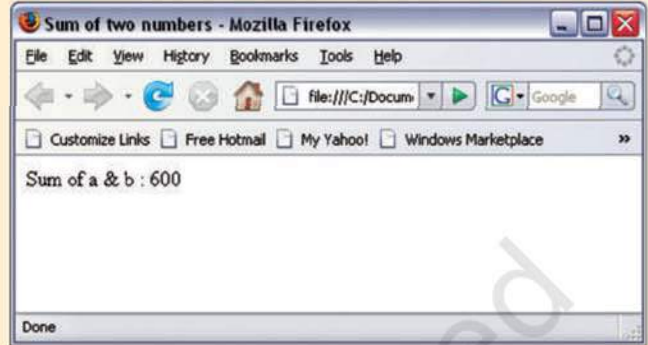 Sum of two numbers - Mozilla Firefox
File Edit View History Bookmarks Tools Help
file:///C:/Docum G Google
Customize Links Free Hotmail My Yahoo! Windows Marketplace »
Sum of a & b : 600
Done